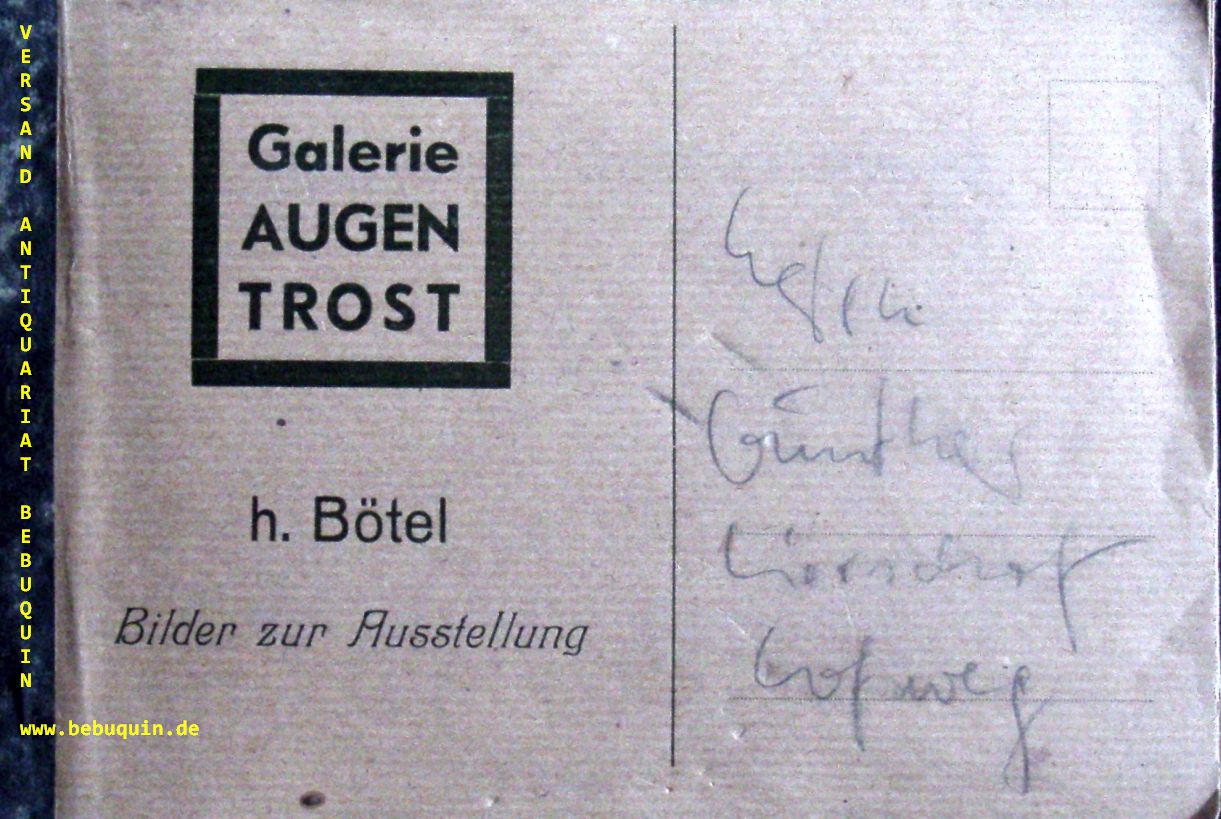 VERSAND ANTIQUARIAT BEBUQUIN
www.bebuquin.de
Galerie
AUGEN
TROST
h. Bötel
Bilder zur Ausstellung
Günther